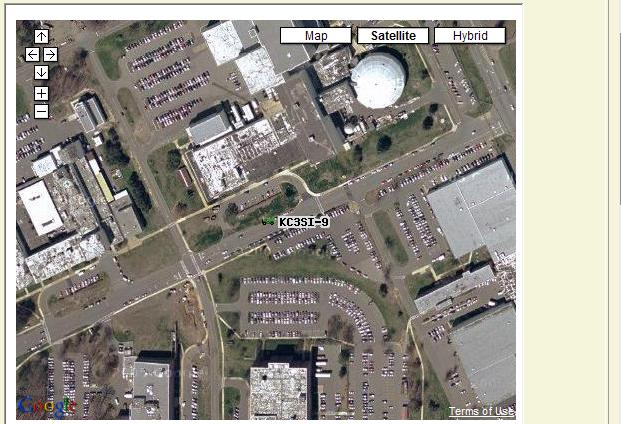 Map Satellite Hybrid
KC3SI-9
Google
Terms of Use